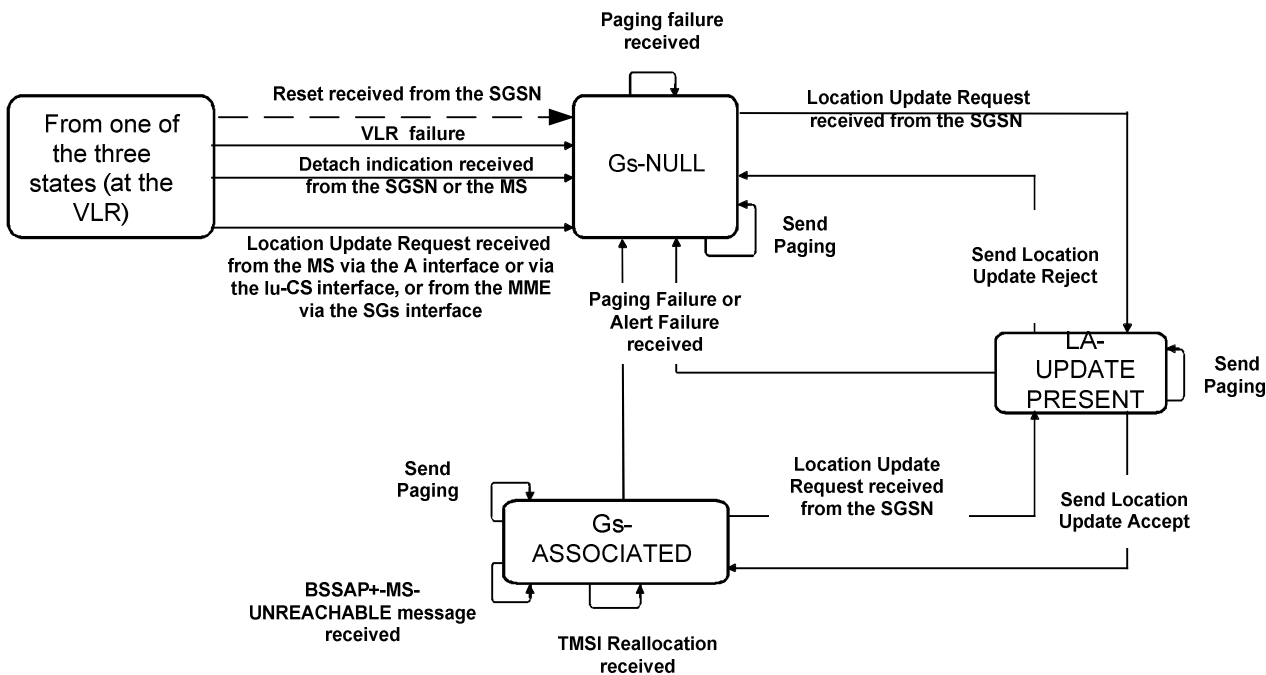 Paging failure
received
Reset received from the SGSN
VLR  failure
Detach indication received
from the SGSN or the MS
Location Update Request received
from the MS via the A interface or via
the Iu-CS interface, or from the MME
via the SGs interface
From one of
the three
states (at the
VLR)
Gs-NULL
Location Update Request
received from the SGSN
Send
Paging
Send Location
Update Reject
Paging Failure or
Alert Failure
received
LA-
UPDATE
PRESENT
Send
Paging
Send
Paging
Location Update
Request received
from the SGSN
Send Location
Update Accept
Gs-
ASSOCIATED
BSSAP+-MS-
UNREACHABLE message
received
TMSI Reallocation
received